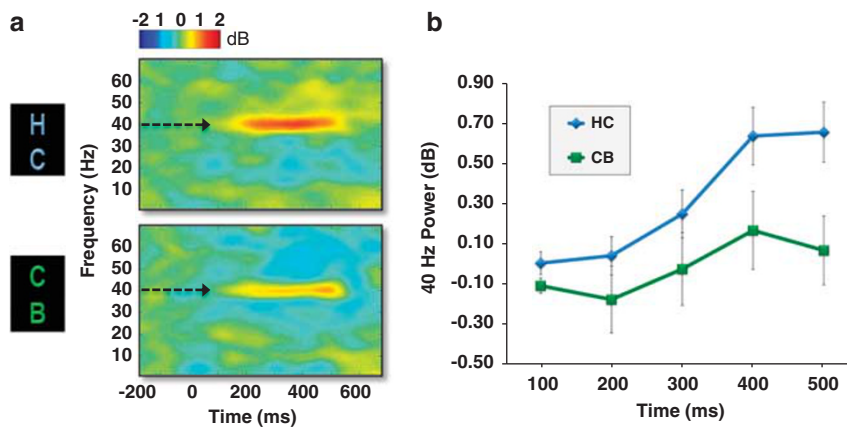 a
-2 1 0 1 2
dB
H
C
C
B
Frequency (Hz)
60
50
40
30
20
10
60
50
40
30
20
10
-200 0 200 400 600
Time (ms)
b
HC
CB
40 Hz Power (dB)
0.90
0.70
0.50
0.30
0.10
-0.10
-0.30
-0.50
100 200 300 400 500
Time (ms)